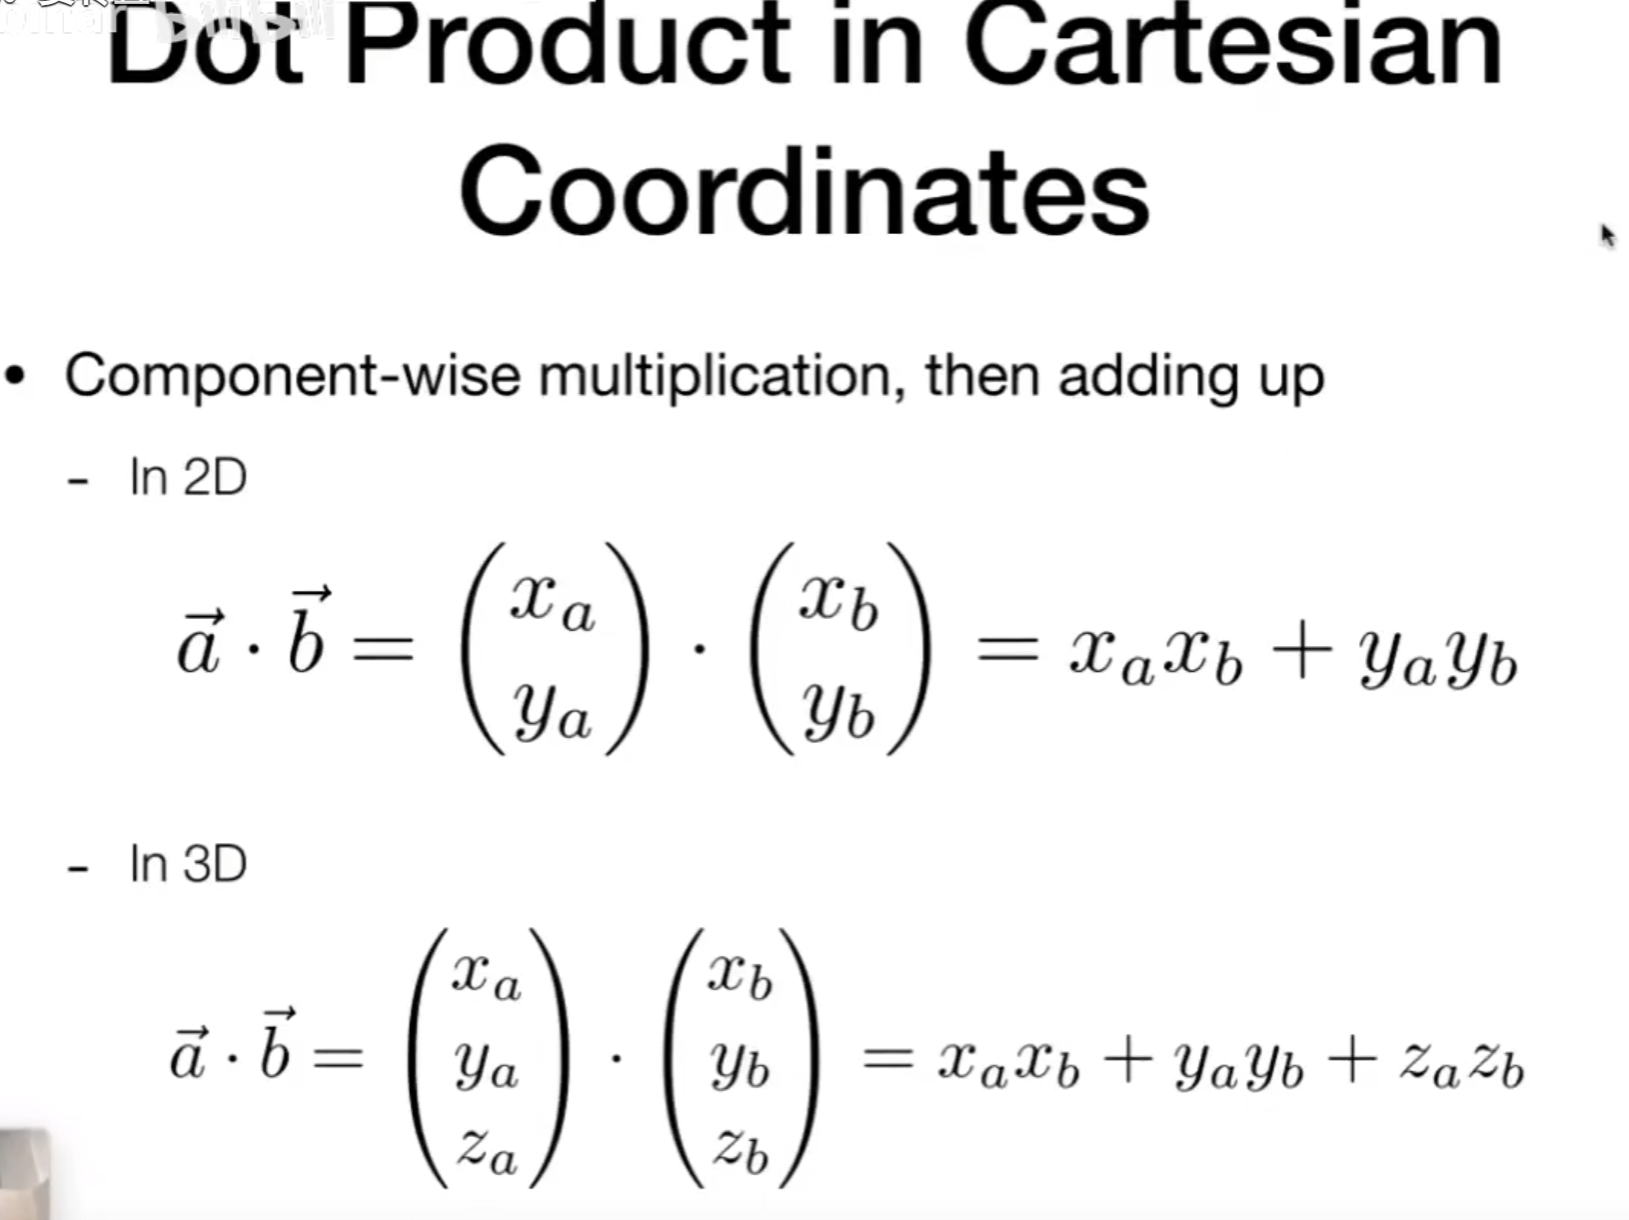 Dot Product in Cartesian
Coordinates
• Component-wise multiplication, then adding up
- In 2D
$\vec{a} \cdot \vec{b} = \begin{pmatrix} x_a \\ y_a \end{pmatrix} \cdot \begin{pmatrix} x_b \\ y_b \end{pmatrix} = x_a x_b + y_a y_b$
- In 3D
$\vec{a} \cdot \vec{b} = \begin{pmatrix} x_a \\ y_a \\ z_a \end{pmatrix} \cdot \begin{pmatrix} x_b \\ y_b \\ z_b \end{pmatrix} = x_a x_b + y_a y_b + z_a z_b$